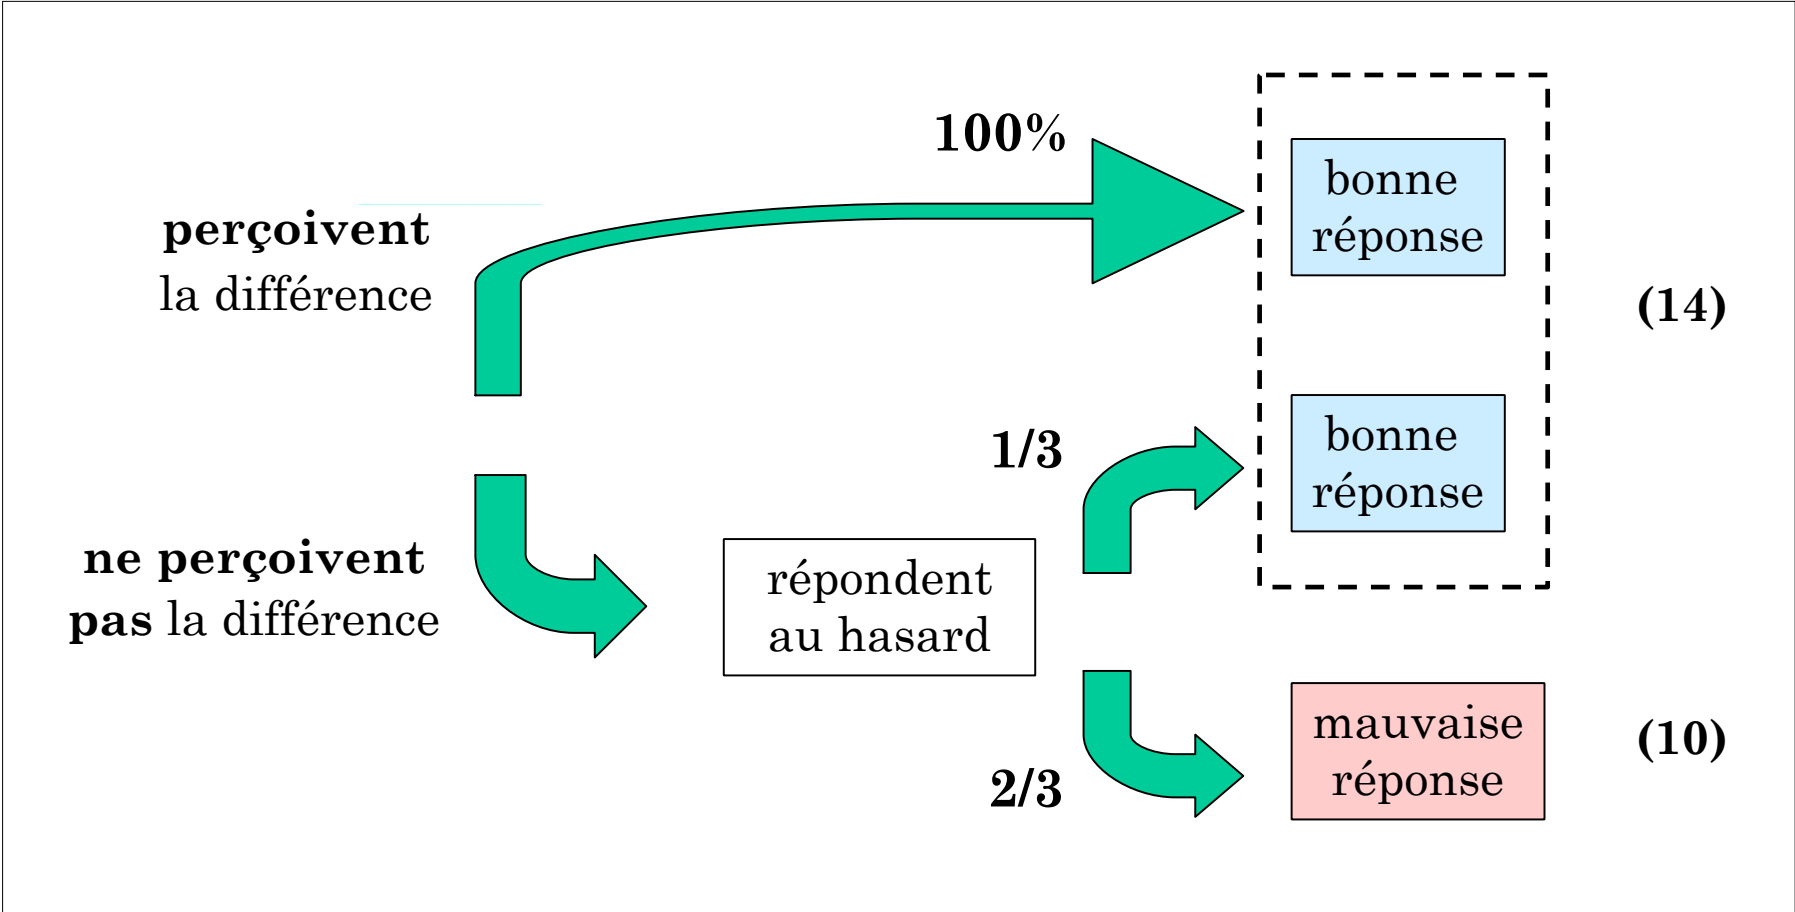 100%
bonne
réponse
perçoivent
la différence
(14)
1/3
bonne
réponse
ne perçoivent
pas la différence
répondent
au hasard
2/3
mauvaise
réponse
(10)